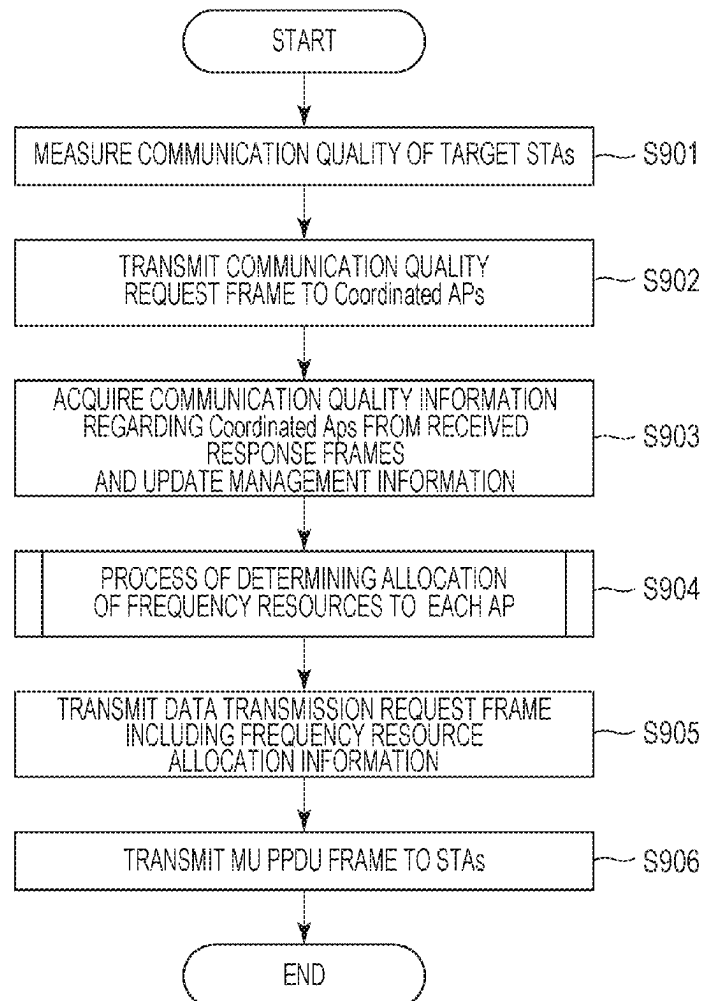 START
MEASURE COMMUNICATION QUALITY OF TARGET STAs
S901
TRANSMIT COMMUNICATION QUALITY
REQUEST FRAME TO Coordinated APs
S902
ACQUIRE COMMUNICATION QUALITY INFORMATION
REGARDING Coordinated Aps FROM RECEIVED
RESPONSE FRAMES
AND UPDATE MANAGEMENT INFORMATION
S903
PROCESS OF DETERMINING ALLOCATION
OF FREQUENCY RESOURCES TO EACH AP
S904
TRANSMIT DATA TRANSMISSION REQUEST FRAME
INCLUDING FREQUENCY RESOURCE
ALLOCATION INFORMATION
S905
TRANSMIT MU PPDU FRAME TO STAs
S906
END